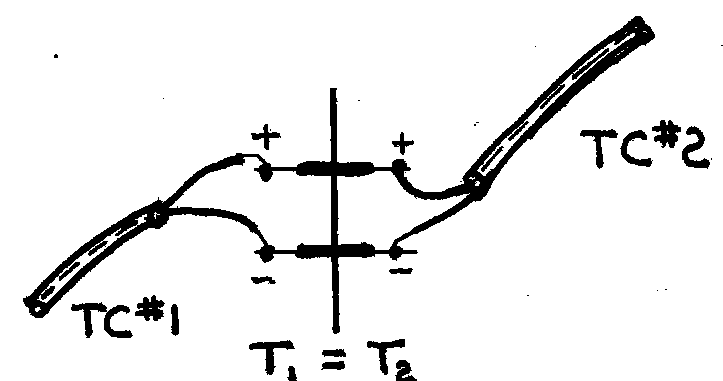 + +
TC#2
- -
TC#1
T₁ = T₂